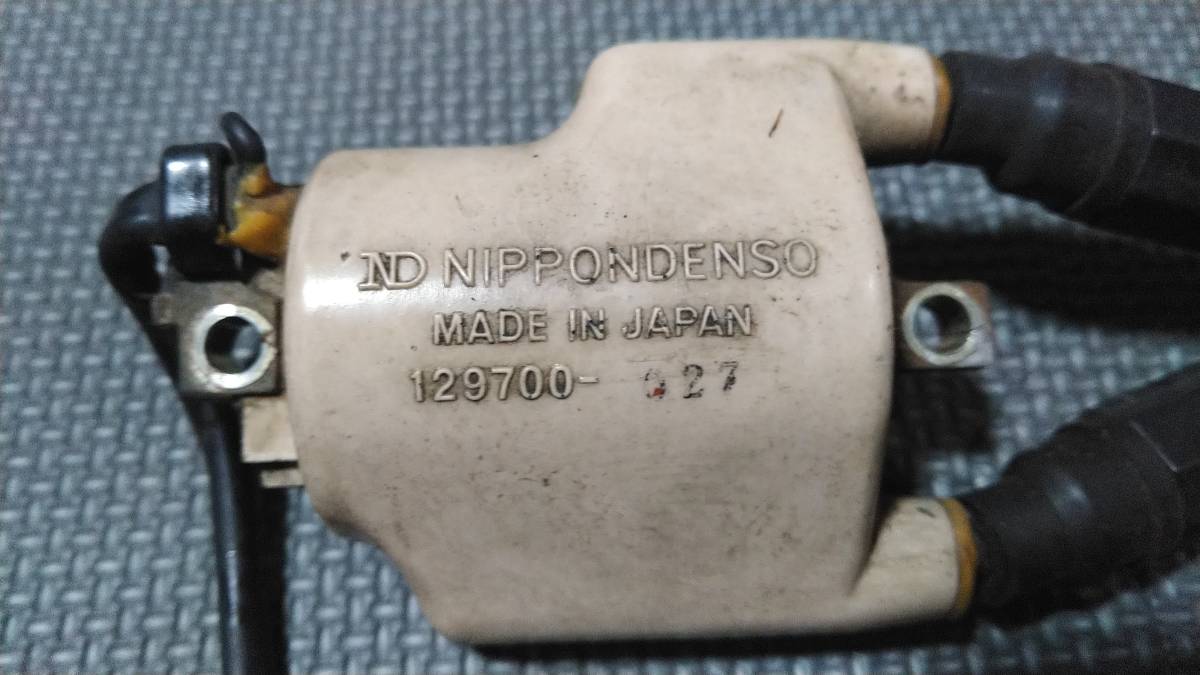 ND NIPPONDENSO
MADE IN JAPAN
129700-